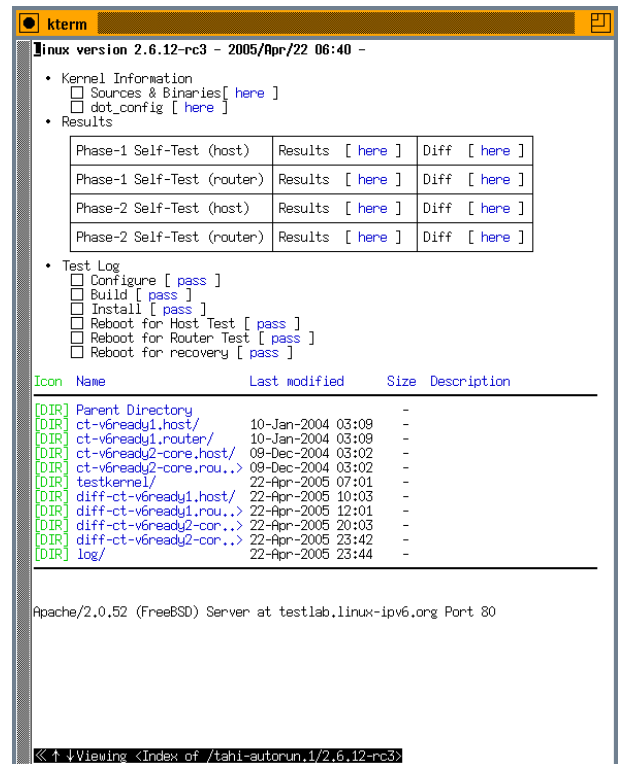 kterm
Linux version 2.6.12-rc3 - 2005/Apr/22 06:40 -
• Kernel Information
□ Sources & Binaries[ here ]
□ dot_config [ here ]
• Results
Phase-1 Self-Test (host) Results [ here ] Diff [ here ]
Phase-1 Self-Test (router) Results [ here ] Diff [ here ]
Phase-2 Self-Test (host) Results [ here ] Diff [ here ]
Phase-2 Self-Test (router) Results [ here ] Diff [ here ]
• Test Log
□ Configure [ pass ]
□ Build [ pass ]
□ Install [ pass ]
□ Reboot for Host Test [ pass ]
□ Reboot for Router Test [ pass ]
□ Reboot for recovery [ pass ]
Icon Name Last modified Size Description
[DIR] Parent Directory -
[DIR] ct-v6ready1.host/ 10-Jan-2004 03:09 -
[DIR] ct-v6ready1.router/ 10-Jan-2004 03:09 -
[DIR] ct-v6ready2-core.host/ 09-Dec-2004 03:02 -
[DIR] ct-v6ready2-core.rou..> 09-Dec-2004 03:02 -
[DIR] testkernel/ 22-Apr-2005 07:01 -
[DIR] diff-ct-v6ready1.host/ 22-Apr-2005 10:03 -
[DIR] diff-ct-v6ready1.rou..> 22-Apr-2005 12:01 -
[DIR] diff-ct-v6ready2-cor..> 22-Apr-2005 20:03 -
[DIR] diff-ct-v6ready2-cor..> 22-Apr-2005 23:42 -
[DIR] log/ 22-Apr-2005 23:44 -
Apache/2.0.52 (FreeBSD) Server at testlab.linux-ipv6.org Port 80
≪↑↓Viewing <Index of /tahi-autorun.1/2.6.12-rc3>